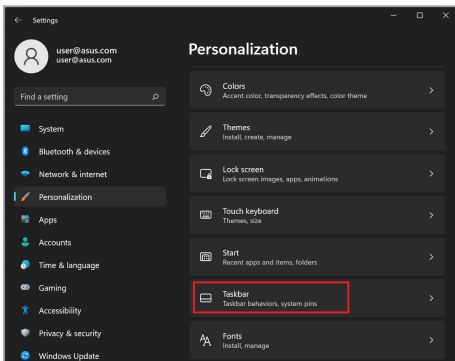 Settings
user@asus.com
user@asus.com
Find a setting
System
Bluetooth & devices
Network & internet
Personalization
Apps
Accounts
Time & language
Gaming
Accessibility
Privacy & security
Windows Update
Personalization
Colors
Accent color, transparency effects, color theme
Themes
Install, create, manage
Lock screen
Lock screen images, apps, animations
Touch keyboard
Themes, size
Start
Recent apps and items, folders
Taskbar
Taskbar behaviors, system pins
Fonts
Install, manage